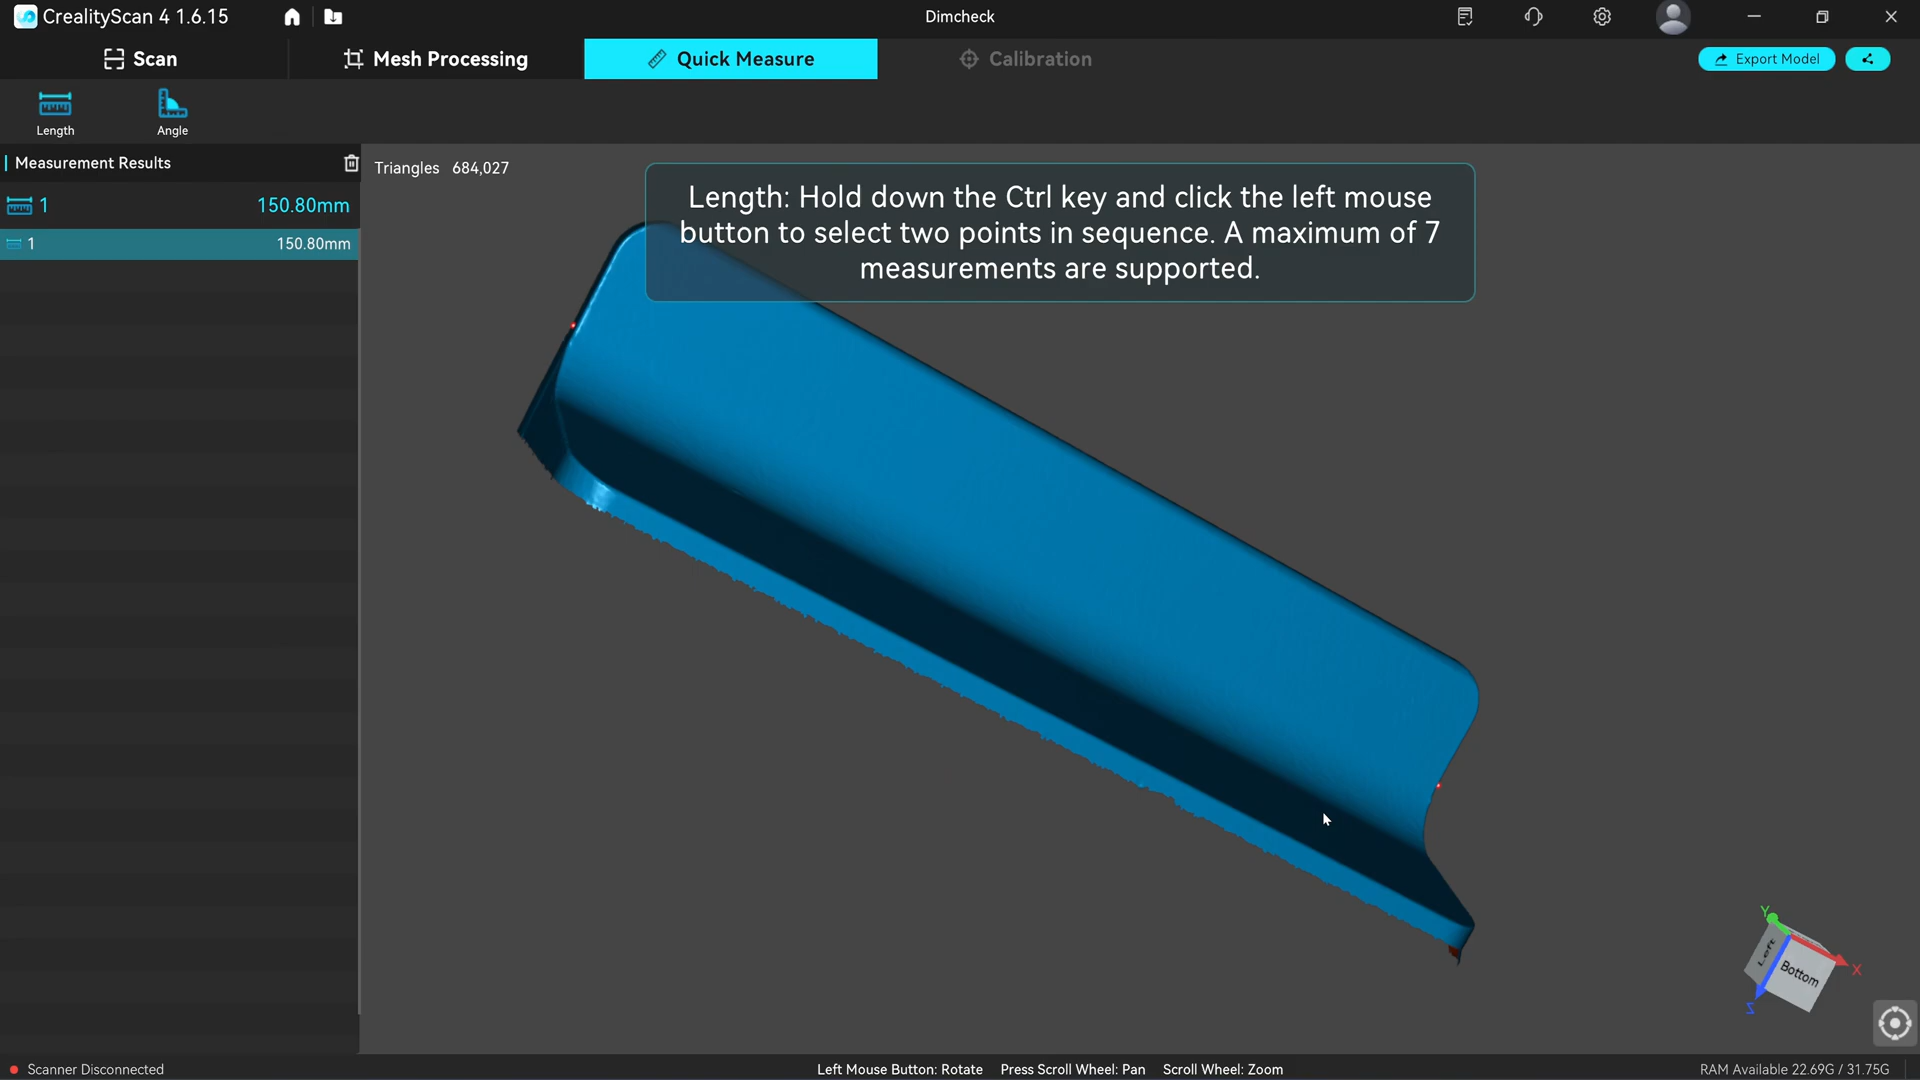 CrealityScan 4 1.6.15
Dimcheck
Scan
Mesh Processing
Quick Measure
Calibration
Export Model
Length
Angle
Measurement Results
Triangles 684,027
1 150.80mm
1 150.80mm
Length: Hold down the Ctrl key and click the left mouse
button to select two points in sequence. A maximum of 7
measurements are supported.
Y
Left
Bottom
X
Z
Scanner Disconnected
Left Mouse Button: Rotate Press Scroll Wheel: Pan Scroll Wheel: Zoom
RAM Available 22.69G / 31.75G